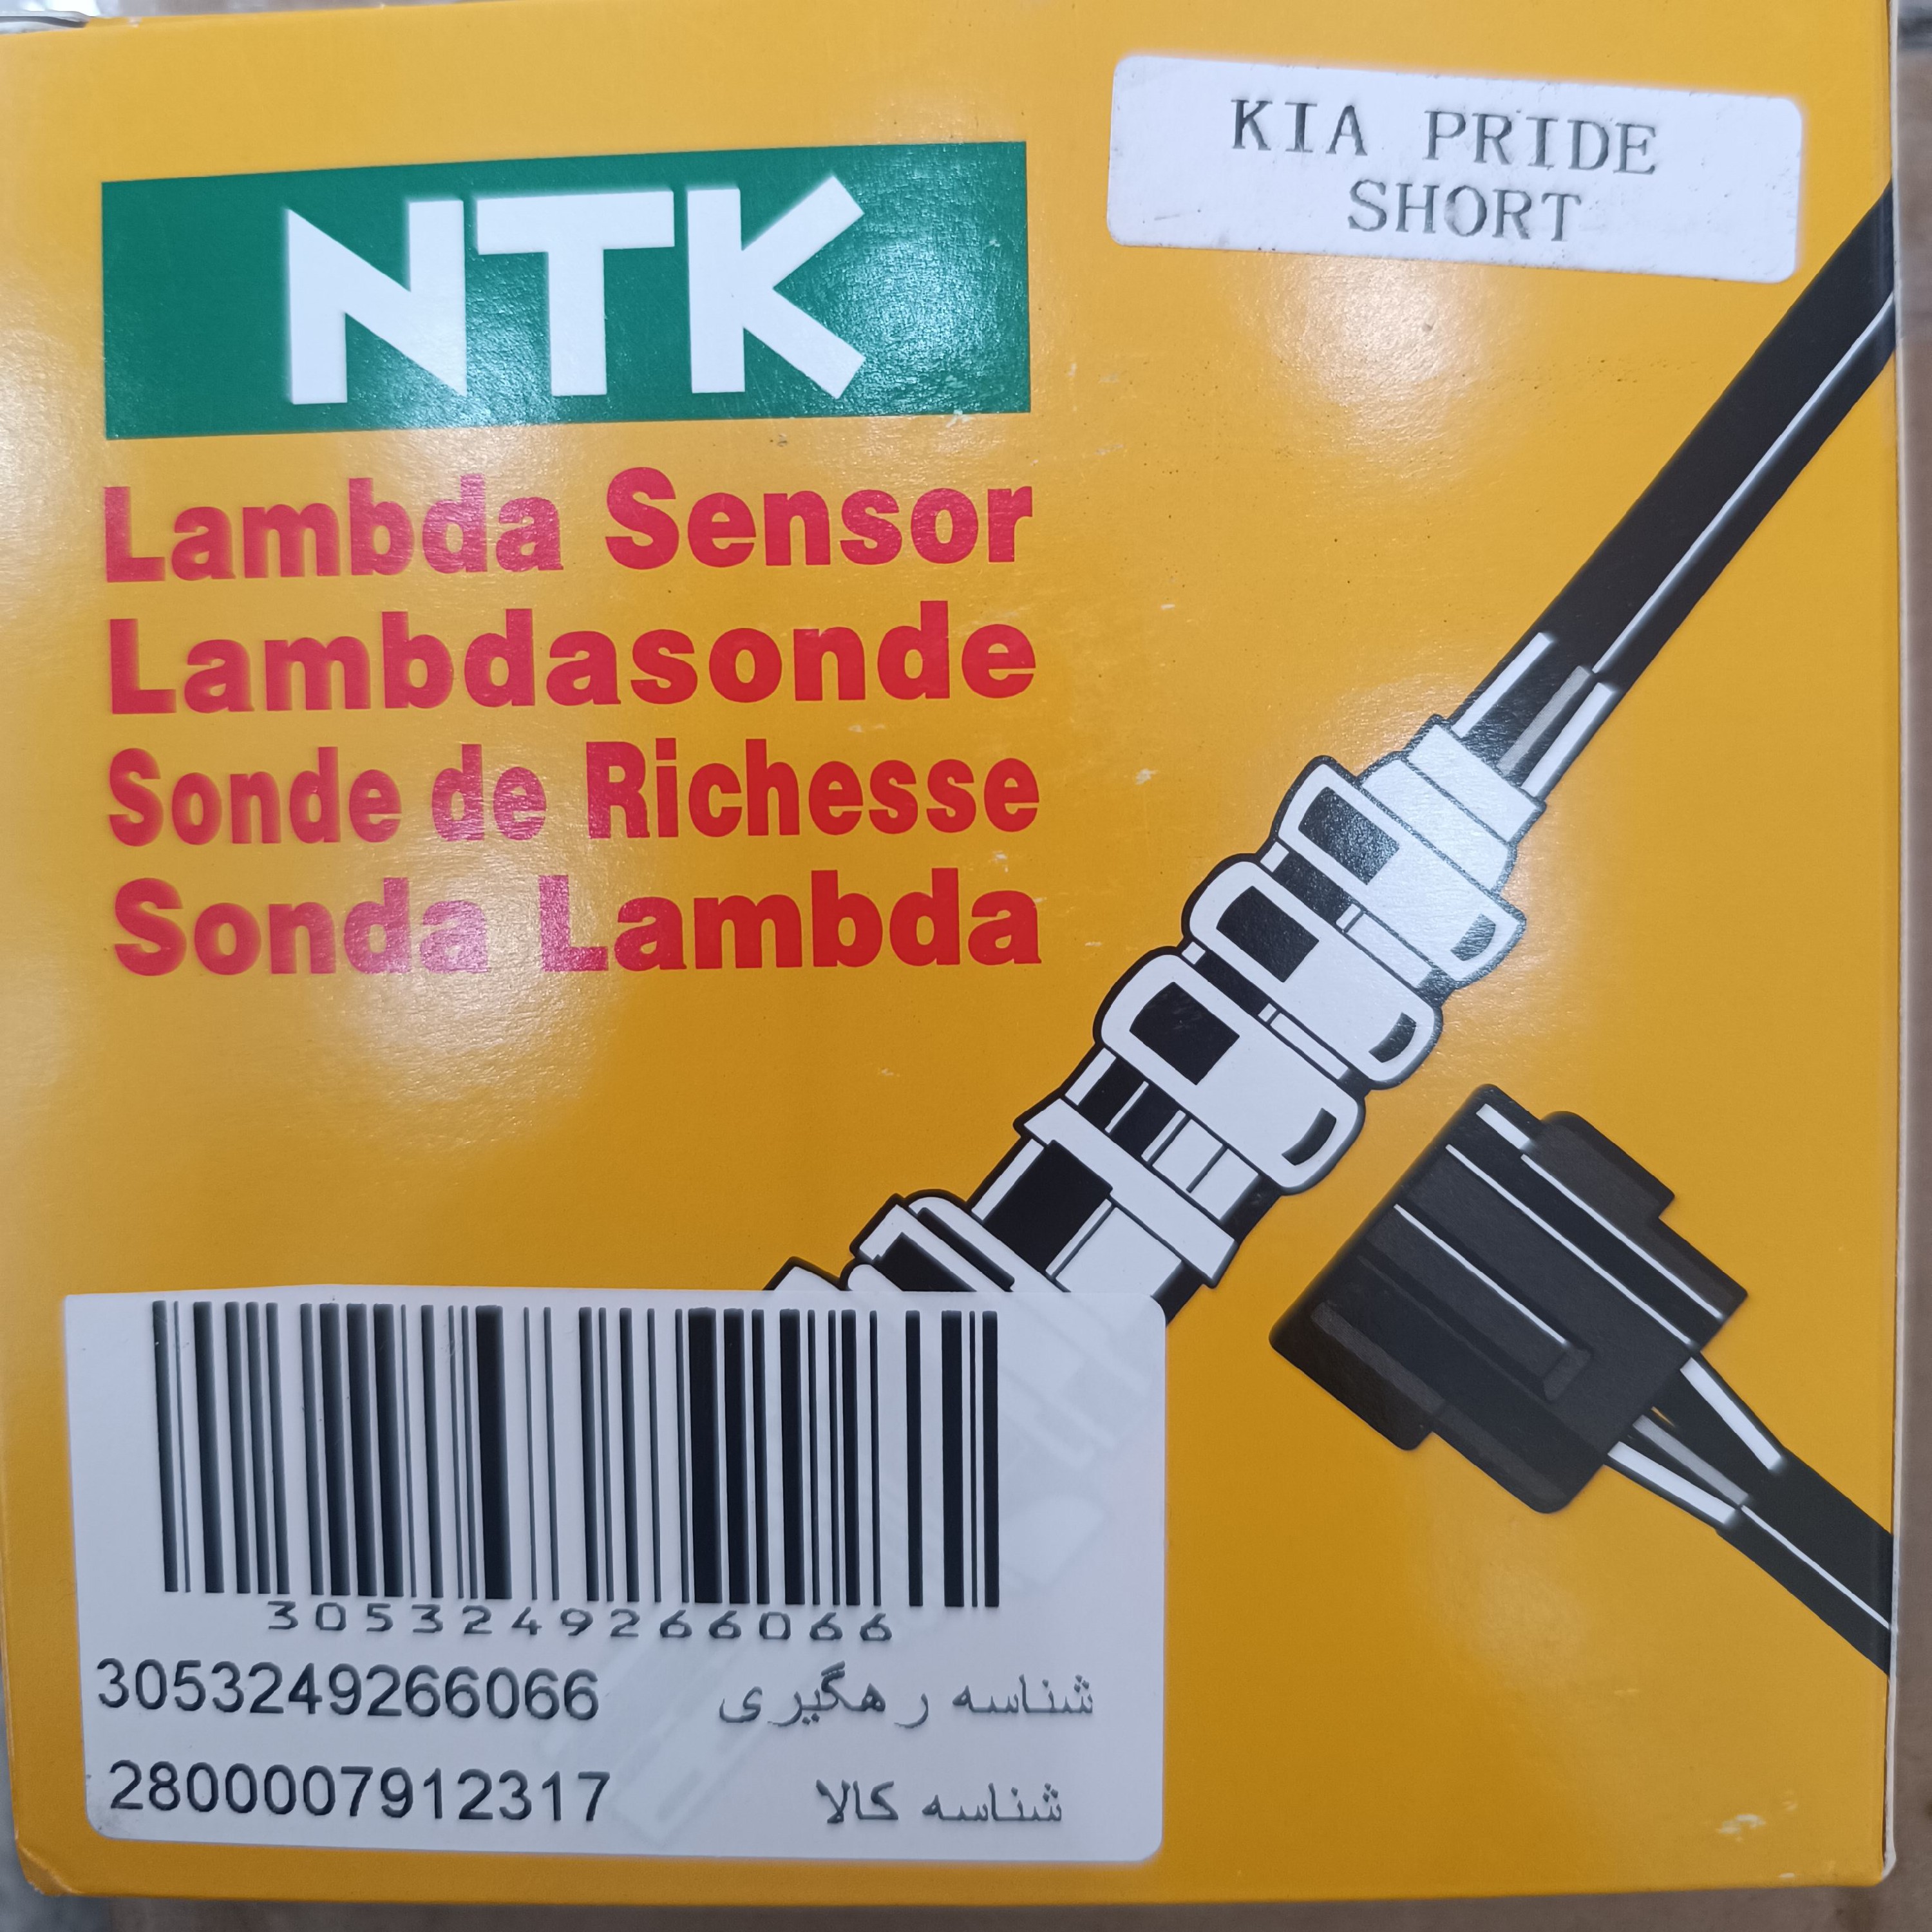 KIA PRIDE
SHORT
NTK
Lambda Sensor
Lambdasonde
Sonde de Richesse
Sonda Lambda
3053249266066
شناسه رهگیری 3053249266066
شناسه کالا 2800007912317